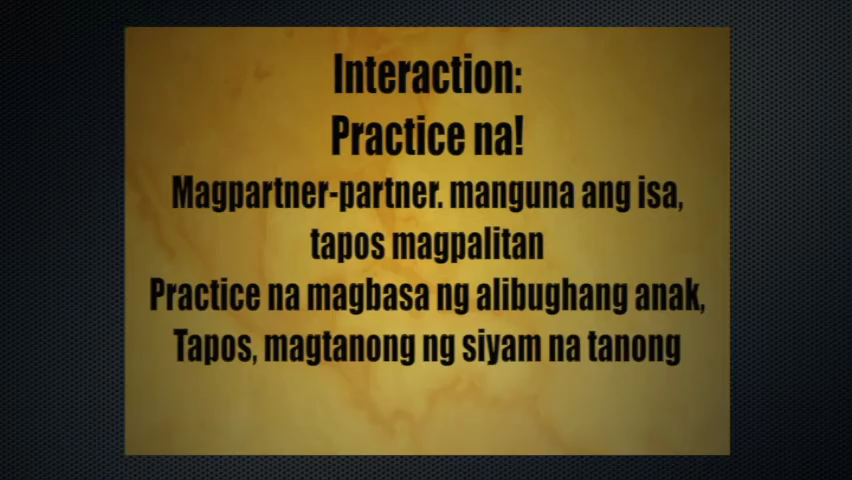 Interaction:
Practice na!
Magpartner-partner. manguna ang isa,
tapos magpalitan
Practice na magbasa ng alibughang anak,
Tapos, magtanong ng siyam na tanong